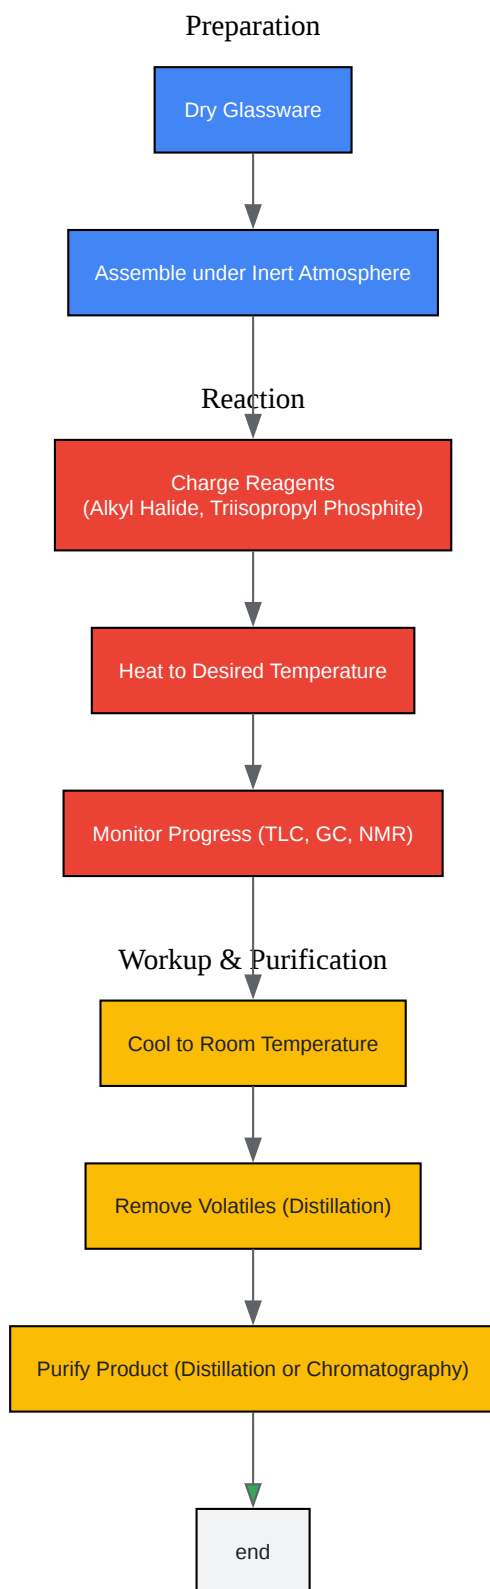 Preparation
Dry Glassware
Assemble under Inert Atmosphere
Reaction
Charge Reagents
(Alkyl Halide, Triisopropyl Phosphite)
Heat to Desired Temperature
Monitor Progress (TLC, GC, NMR)
Workup & Purification
Cool to Room Temperature
Remove Volatiles (Distillation)
Purify Product (Distillation or Chromatography)
end